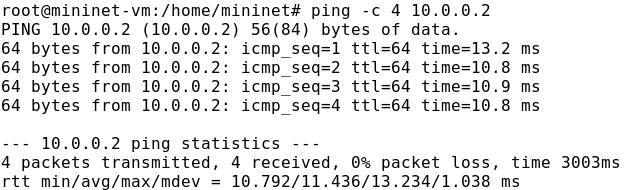 root@mininet-vm:/home/mininet# ping -c 4 10.0.0.2
PING 10.0.0.2 (10.0.0.2) 56(84) bytes of data.
64 bytes from 10.0.0.2: icmp_seq=1 ttl=64 time=13.2 ms
64 bytes from 10.0.0.2: icmp_seq=2 ttl=64 time=10.8 ms
64 bytes from 10.0.0.2: icmp_seq=3 ttl=64 time=10.9 ms
64 bytes from 10.0.0.2: icmp_seq=4 ttl=64 time=10.8 ms

--- 10.0.0.2 ping statistics ---
4 packets transmitted, 4 received, 0% packet loss, time 3003ms
rtt min/avg/max/mdev = 10.792/11.436/13.234/1.038 ms